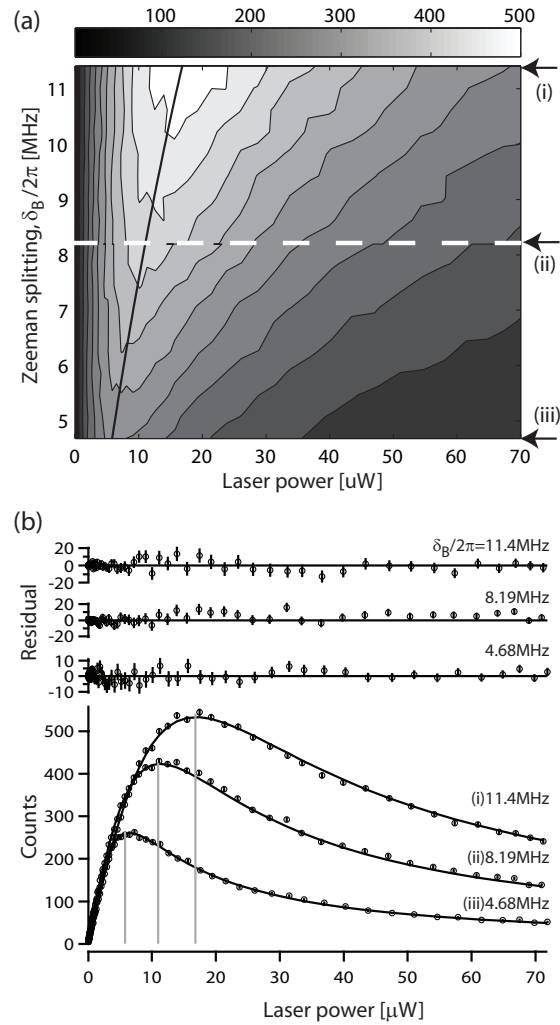 (a)
100 200 300 400 500
11
10
9
8
7
6
5
Zeeman splitting, δB/2π [MHz]
(i)
(ii)
(iii)
0 10 20 30 40 50 60 70
Laser power [uW]
(b)
20
0
-20
δB/2π=11.4MHz
20
0
-20
8.19MHz
10
0
-10
4.68MHz
Residual
500
400
300
200
100
0
Counts
(i)11.4MHz
(ii)8.19MHz
(iii)4.68MHz
0 10 20 30 40 50 60 70
Laser power [μW]